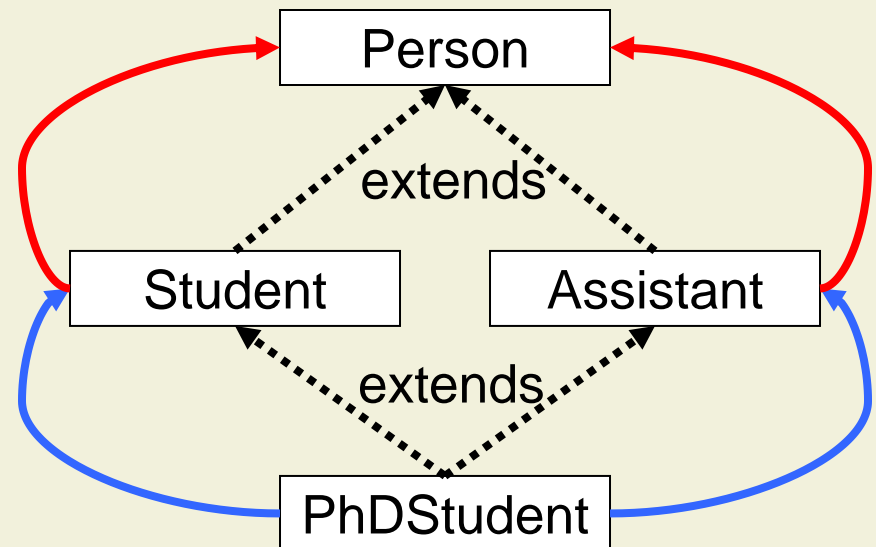 Person
extends
Student
Assistant
extends
PhDStudent